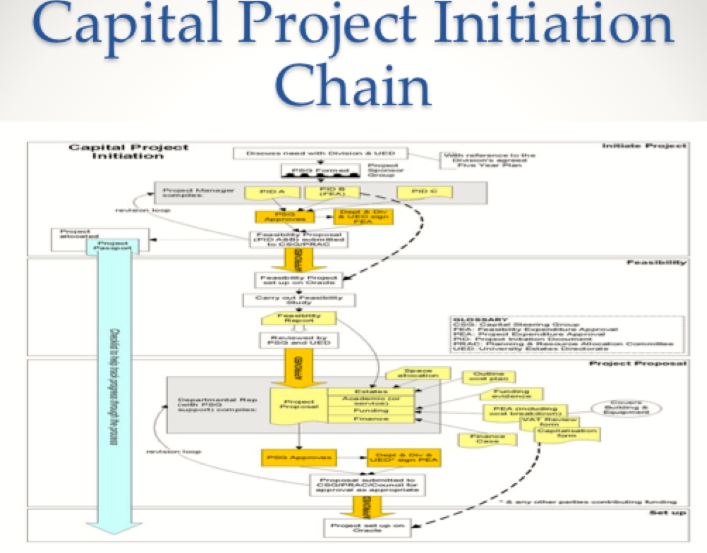 Capital Project Initiation
Chain
Capital Project
Initiation
Initiate Project
Discuss need with Division & UED
With reference to the
Division's agreed
Five Year Plan
PSG Formed
Project
Sponsor
Group
Project Manager
compiles:
PID A
PID B
(FEA)
PID C
revision loop
PSG
Approves
Dept & Div
& UED sign
FEA
Project
allocated
Feasibility Proposal
(PID A&B) submitted
to CSG/PRAC
Project
Passport
Feasibility
Feasibility Project
set up on Oracle
Carry out Feasibility
Study
Feasibility
Report
Reviewed by
PSG and UED
GLOSSARY
CSG: Capital Steering Group
FEA: Feasibility Expenditure Approval
PEA: Project Expenditure Approval
PID: Project Initiation Document
PRAC: Planning & Resource Allocation Committee
UED: University Estates Directorate
Checklist to help track progress through the process
Project Proposal
Space
allocation
Outline
cost plan
Departmental Rep
(with PSG
support) compiles:
Project
Proposal
Estates
Academic (or
service)
Funding
Finance
Funding
evidence
PEA (including
cost breakdown)
VAT Review
form
Capitalisation
form
Covers
Building &
Equipment
Finance
Case
revision loop
PSG Approves
Dept & Div &
UED* sign PEA
Proposal submitted to
CSG/PRAC/Council for
approval as appropriate
* & any other parties contributing funding
Set up
Project set up on
Oracle